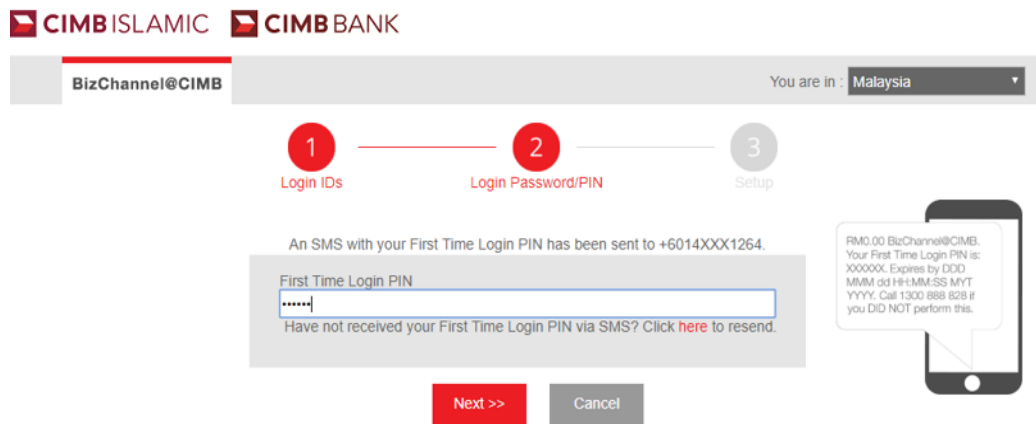 CIMB ISLAMIC CIMB BANK
BizChannel@CIMB
You are in : Malaysia
1 2 3
Login IDs Login Password/PIN Setup
An SMS with your First Time Login PIN has been sent to +6014XXX1264.
First Time Login PIN
••••••
Have not received your First Time Login PIN via SMS? Click here to resend.
Next >> Cancel
RM0.00 BizChannel@CIMB.
Your First Time Login PIN is:
XXXXXX. Expires by DDD
MMM dd HH:MM:SS MYT
YYYY. Call 1300 888 828 if
you DID NOT perform this.